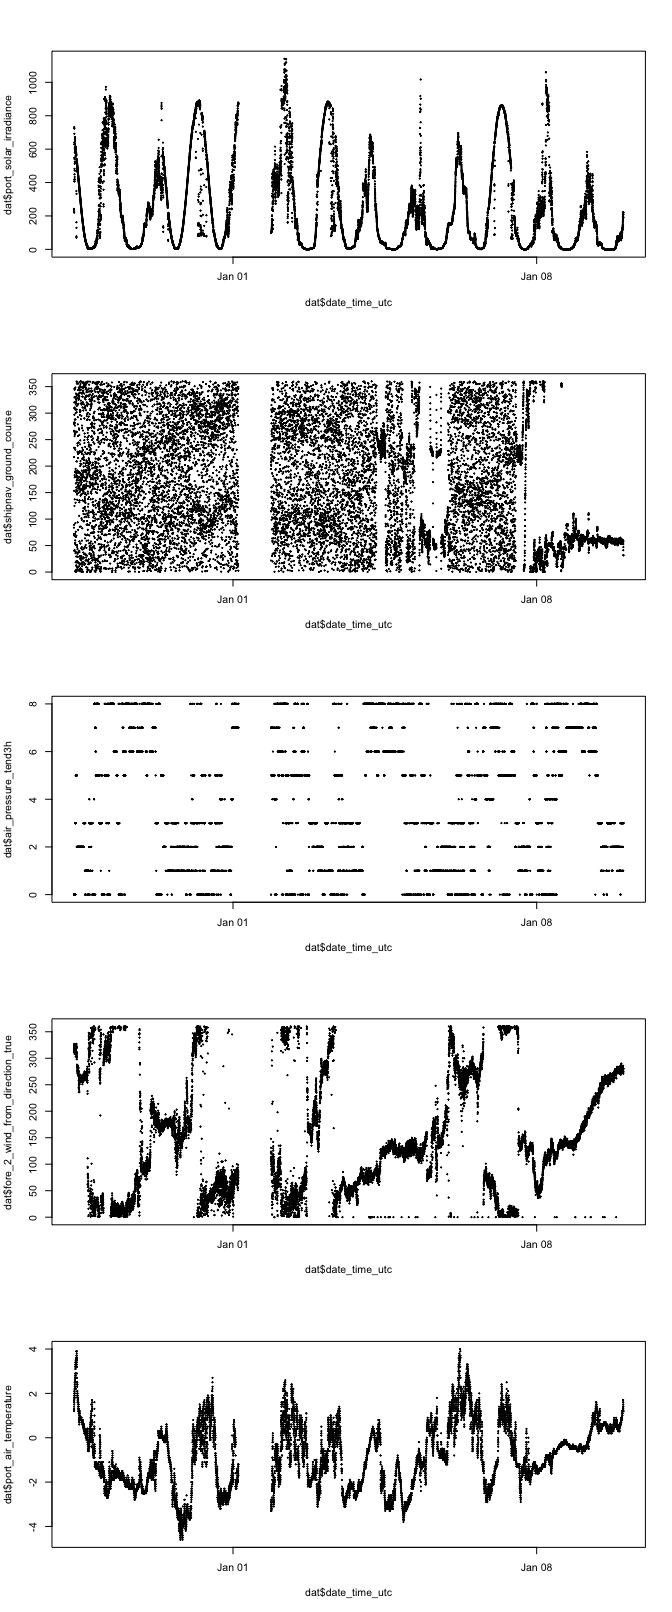 dat$port_solar_irradiance
0 200 400 600 800 1000
Jan 01 Jan 08
dat$date_time_utc
dat$shipnav_ground_course
0 50 100 150 200 250 300 350
Jan 01 Jan 08
dat$date_time_utc
dat$air_pressure_tend3h
0 2 4 6 8
Jan 01 Jan 08
dat$date_time_utc
dat$fore_2_wind_from_direction_true
0 50 100 150 200 250 300 350
Jan 01 Jan 08
dat$date_time_utc
dat$port_air_temperature
-4 -2 0 2 4
Jan 01 Jan 08
dat$date_time_utc